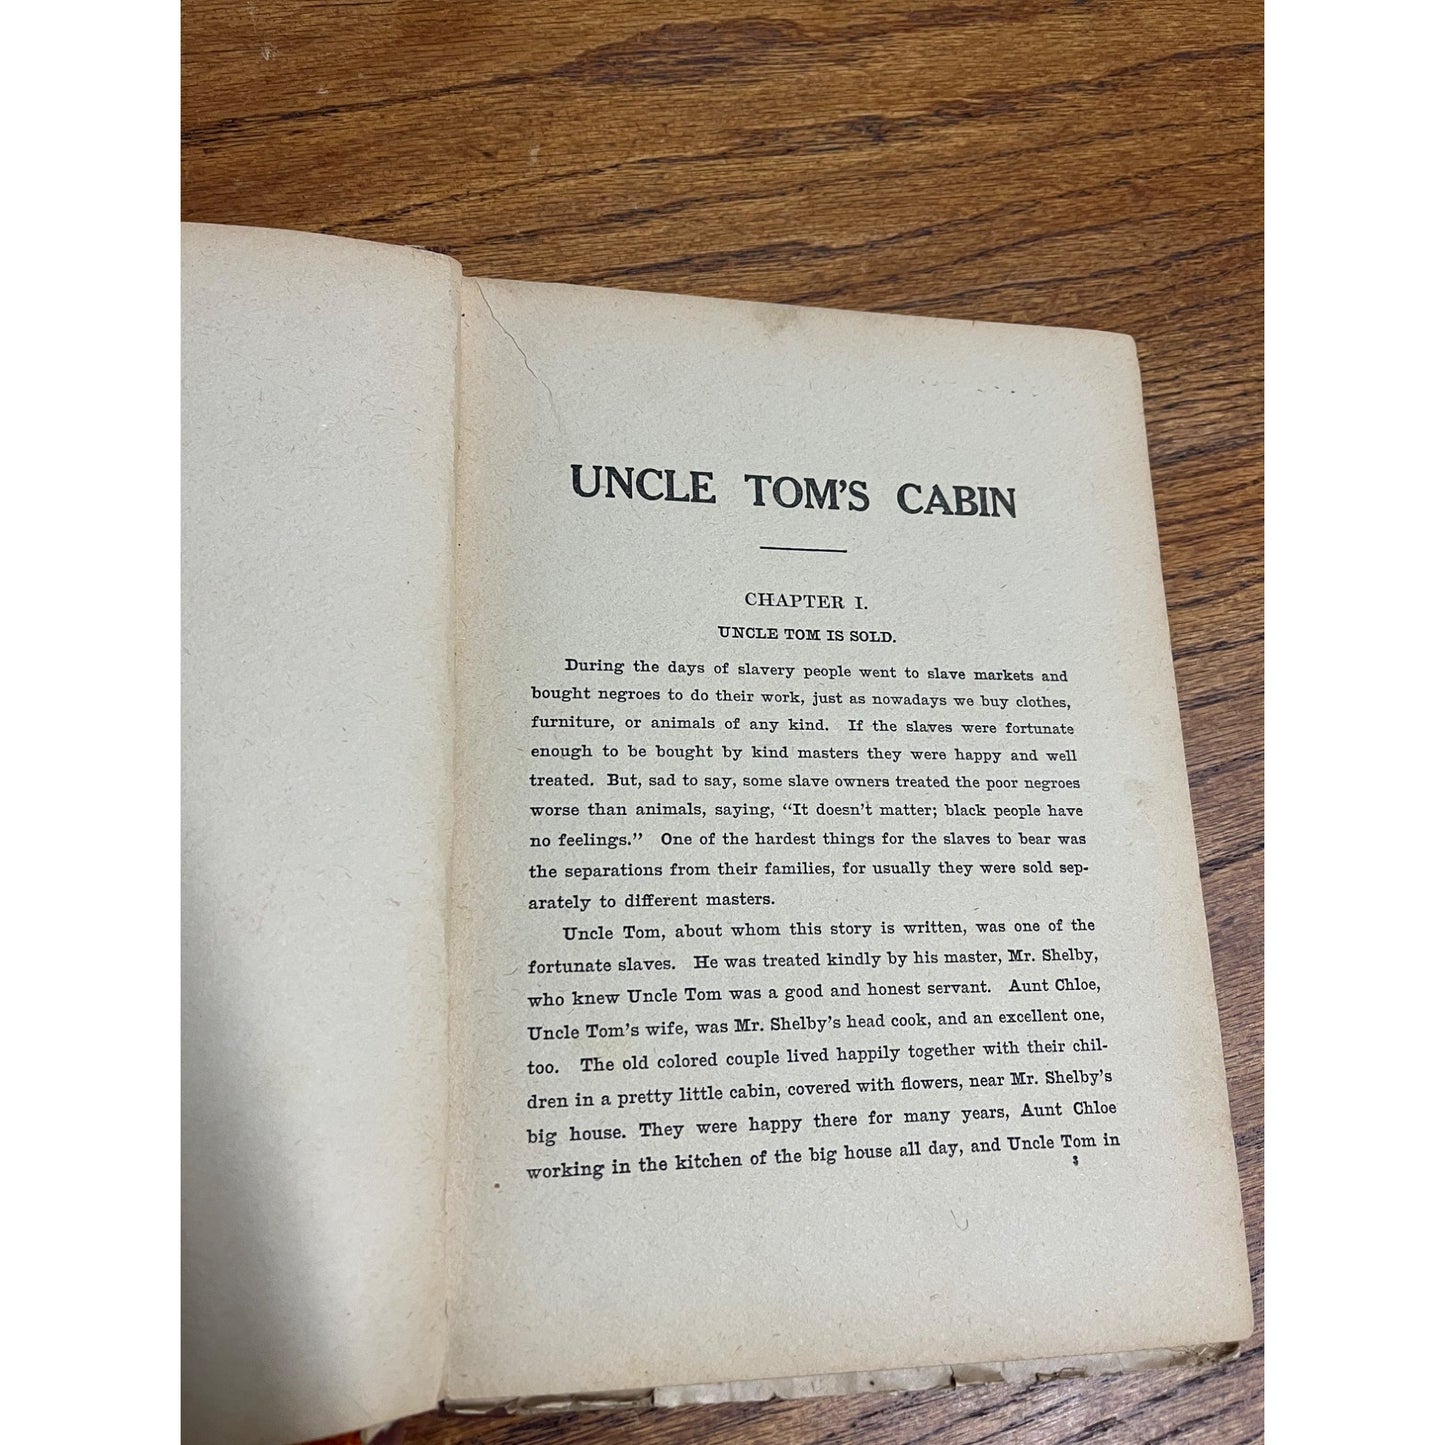 UNCLE TOM'S CABIN
CHAPTER I.
UNCLE TOM IS SOLD.
During the days of slavery people went to slave markets and
bought negroes to do their work, just as nowadays we buy clothes,
furniture, or animals of any kind. If the slaves were fortunate
enough to be bought by kind masters they were happy and well
treated. But, sad to say, some slave owners treated the poor negroes
worse than animals, saying, “It doesn't matter; black people have
no feelings.” One of the hardest things for the slaves to bear was
the separations from their families, for usually they were sold sep-
arately to different masters.
Uncle Tom, about whom this story is written, was one of the
fortunate slaves. He was treated kindly by his master, Mr. Shelby,
who knew Uncle Tom was a good and honest servant. Aunt Chloe,
Uncle Tom's wife, was Mr. Shelby's head cook, and an excellent one,
too. The old colored couple lived happily together with their chil-
dren in a pretty little cabin, covered with flowers, near Mr. Shelby's
big house. They were happy there for many years, Aunt Chloe
working in the kitchen of the big house all day, and Uncle Tom in
3